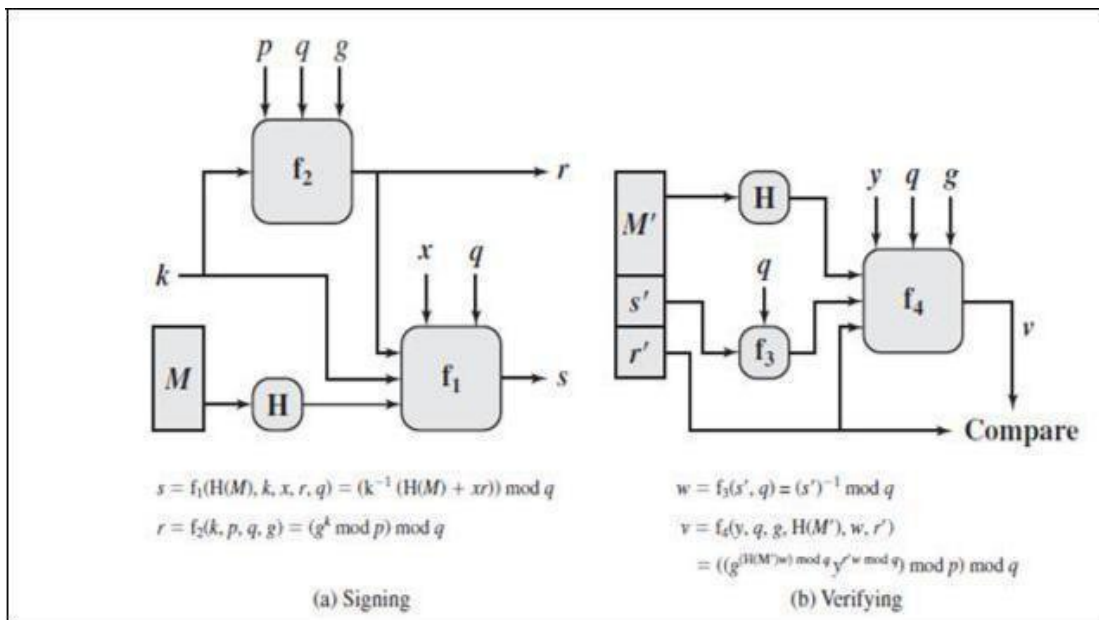 p q g
f₂
r
x q
k
M
H
f₁
s
s = f₁(H(M), k, x, r, q) = (k⁻¹ (H(M) + xr)) mod q
r = f₂(k, p, q, g) = (gᵏ mod p) mod q
(a) Signing
y q g
M′
H
q
s′
f₄
r′
f₃
v
Compare
w = f₃(s′, q) = (s′)⁻¹ mod q
v = f₄(y, q, g, H(M′), w, r′)
= ((g^(H(M′)w) mod q y^r′w mod q) mod p) mod q
(b) Verifying